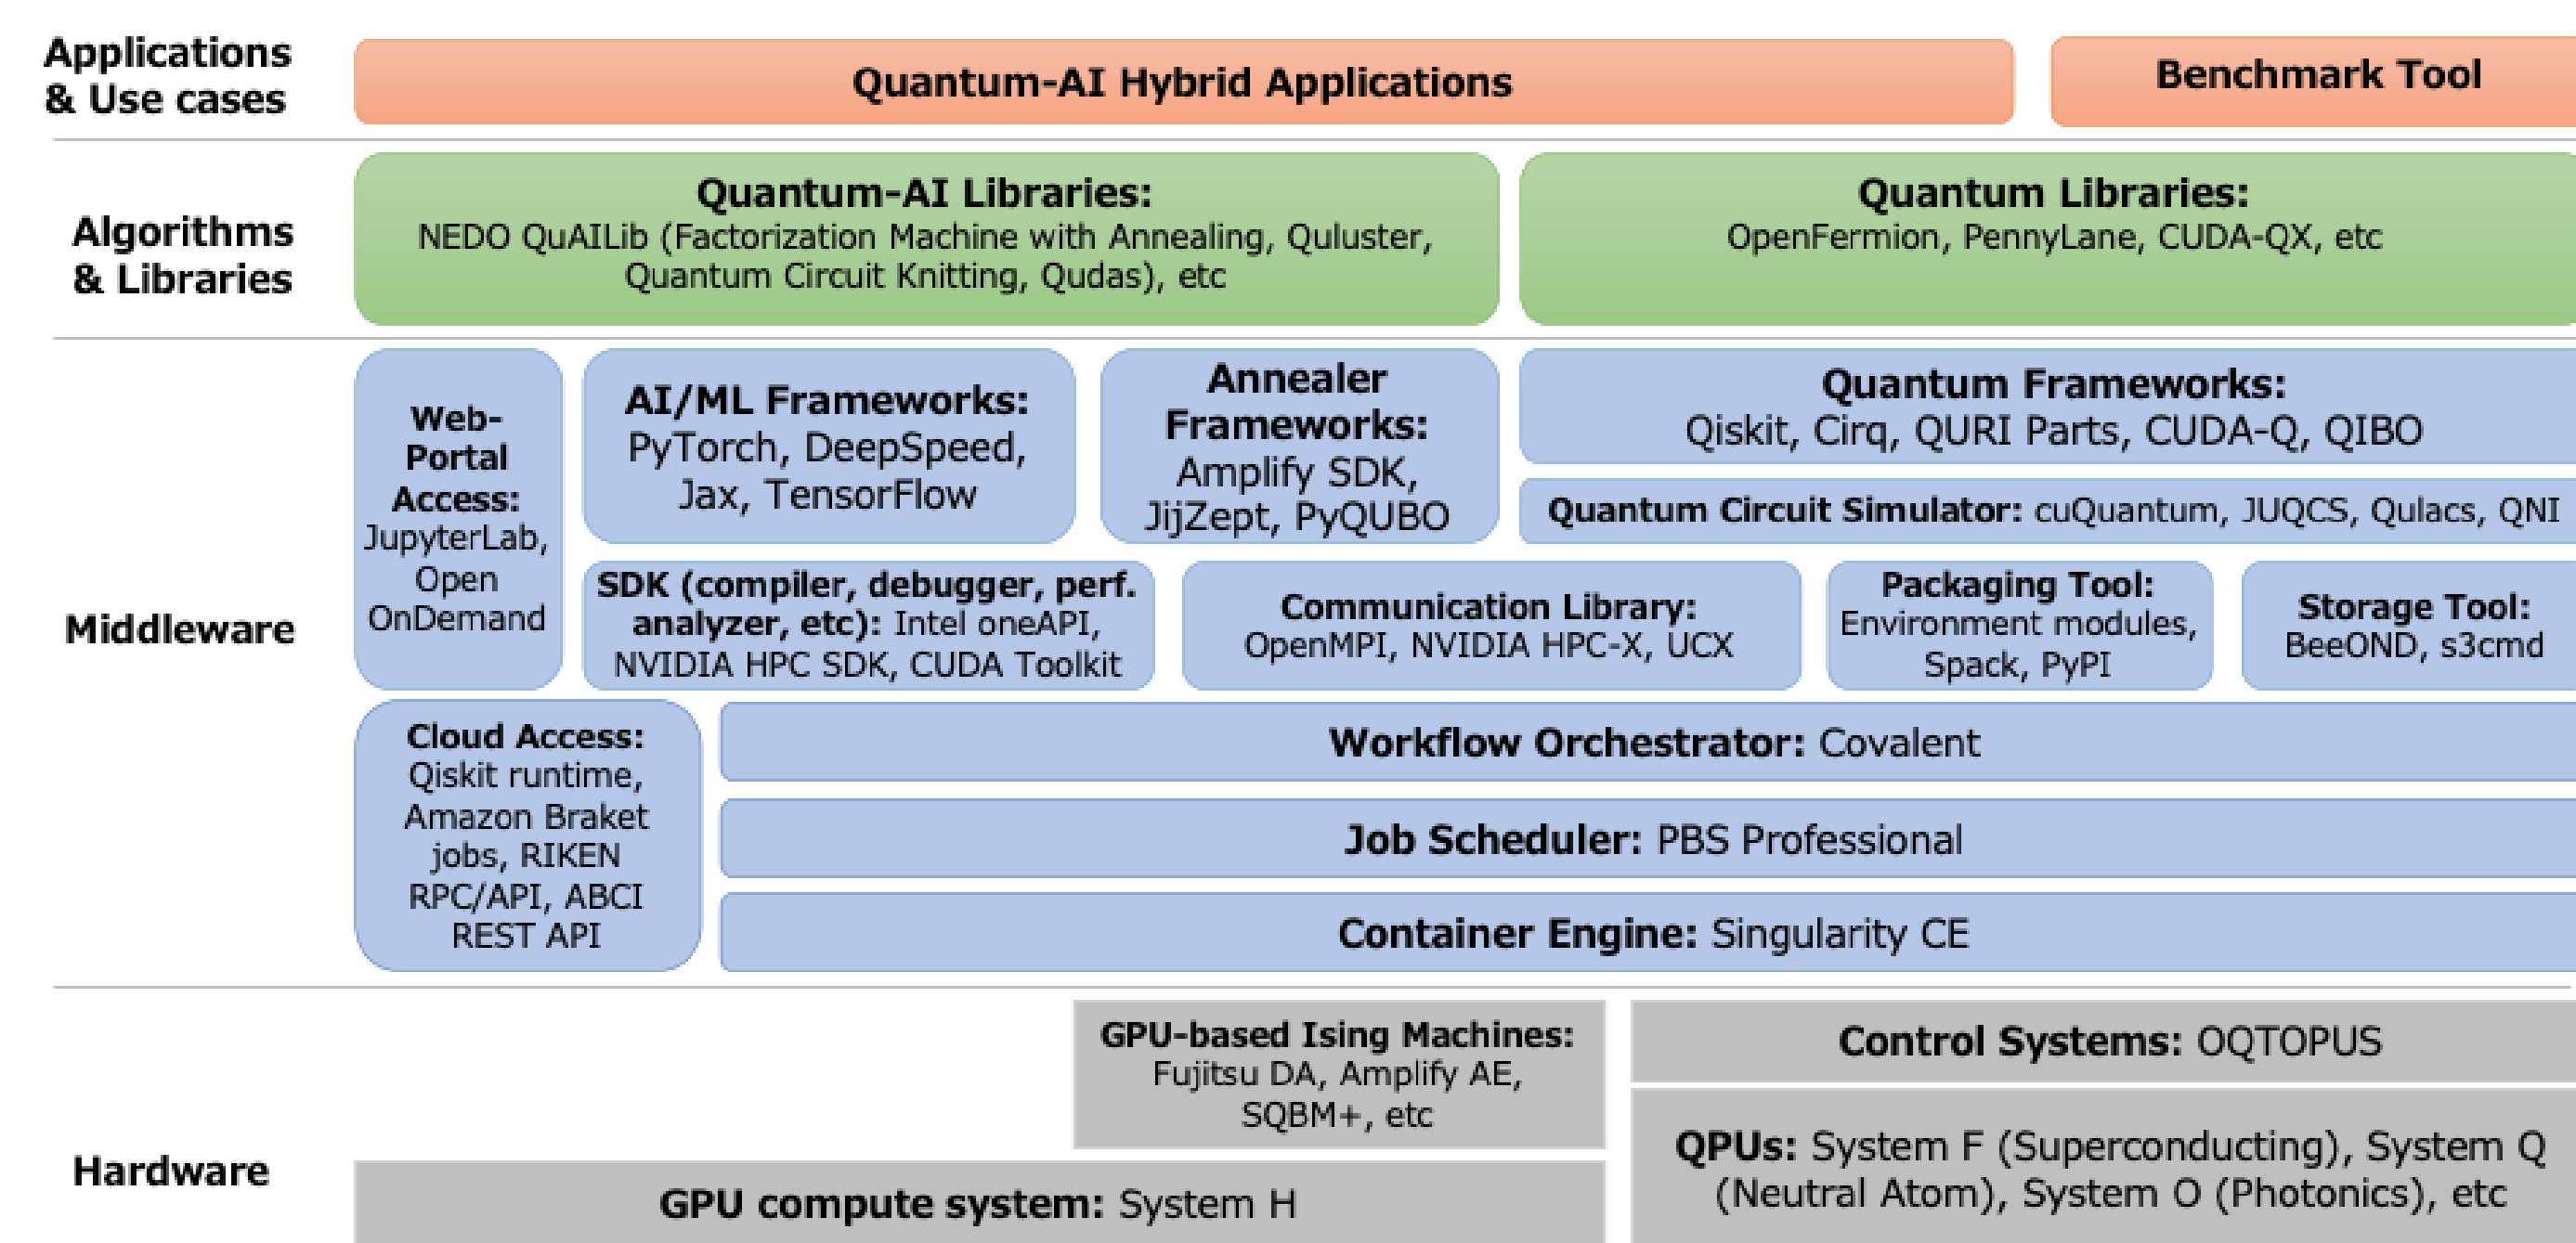 Applications
& Use cases
Quantum-AI Hybrid Applications
Benchmark Tool
Algorithms
& Libraries
Quantum-AI Libraries:
NEDO QuAILib (Factorization Machine with Annealing, Quluster,
Quantum Circuit Knitting, Qudas), etc
Quantum Libraries:
OpenFermion, PennyLane, CUDA-QX, etc
Middleware
Web-
Portal
Access:
JupyterLab,
Open
OnDemand
AI/ML Frameworks:
PyTorch, DeepSpeed,
Jax, TensorFlow
Annealer
Frameworks:
Amplify SDK,
JijZept, PyQUBO
Quantum Frameworks:
Qiskit, Cirq, QURI Parts, CUDA-Q, QIBO
Quantum Circuit Simulator: cuQuantum, JUQCS, Qulacs, QNI
SDK (compiler, debugger, perf.
analyzer, etc): Intel oneAPI,
NVIDIA HPC SDK, CUDA Toolkit
Communication Library:
OpenMPI, NVIDIA HPC-X, UCX
Packaging Tool:
Environment modules,
Spack, PyPI
Storage Tool:
BeeOND, s3cmd
Cloud Access:
Qiskit runtime,
Amazon Braket
jobs, RIKEN
RPC/API, ABCI
REST API
Workflow Orchestrator: Covalent
Job Scheduler: PBS Professional
Container Engine: Singularity CE
Hardware
GPU-based Ising Machines:
Fujitsu DA, Amplify AE,
SQBM+, etc
Control Systems: OQTOPUS
GPU compute system: System H
QPUs: System F (Superconducting), System Q
(Neutral Atom), System O (Photonics), etc